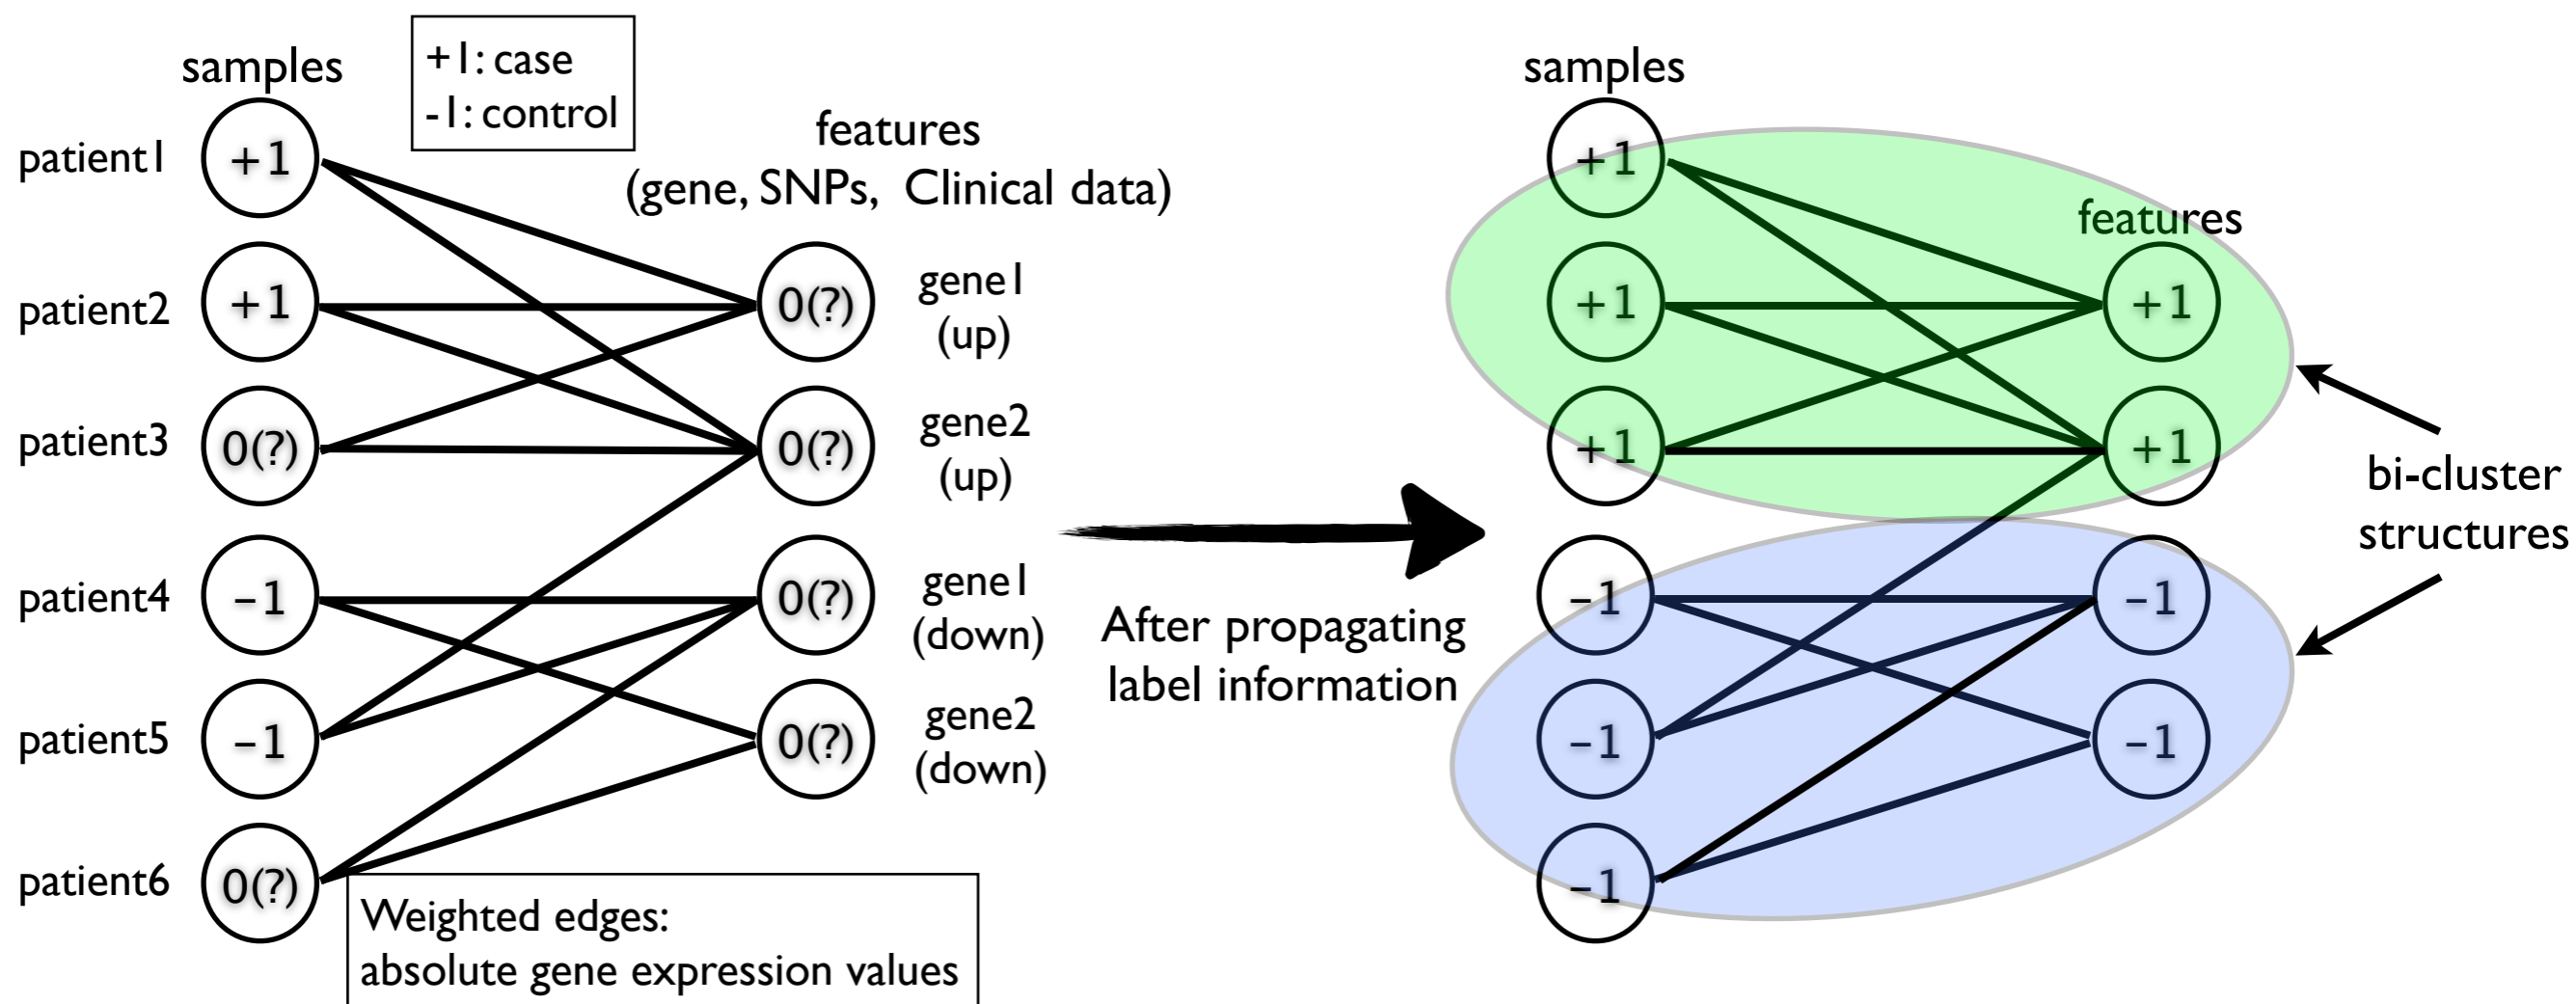 samples
+1: case
-1: control
features
(gene, SNPs, Clinical data)
patient1
+1
patient2
+1
0(?)
gene1
(up)
patient3
0(?)
0(?)
gene2
(up)
patient4
-1
0(?)
gene1
(down)
patient5
-1
0(?)
gene2
(down)
patient6
0(?)
Weighted edges:
absolute gene expression values
After propagating
label information
samples
features
+1
+1
+1
+1
+1
-1
-1
-1
-1
-1
bi-cluster
structures